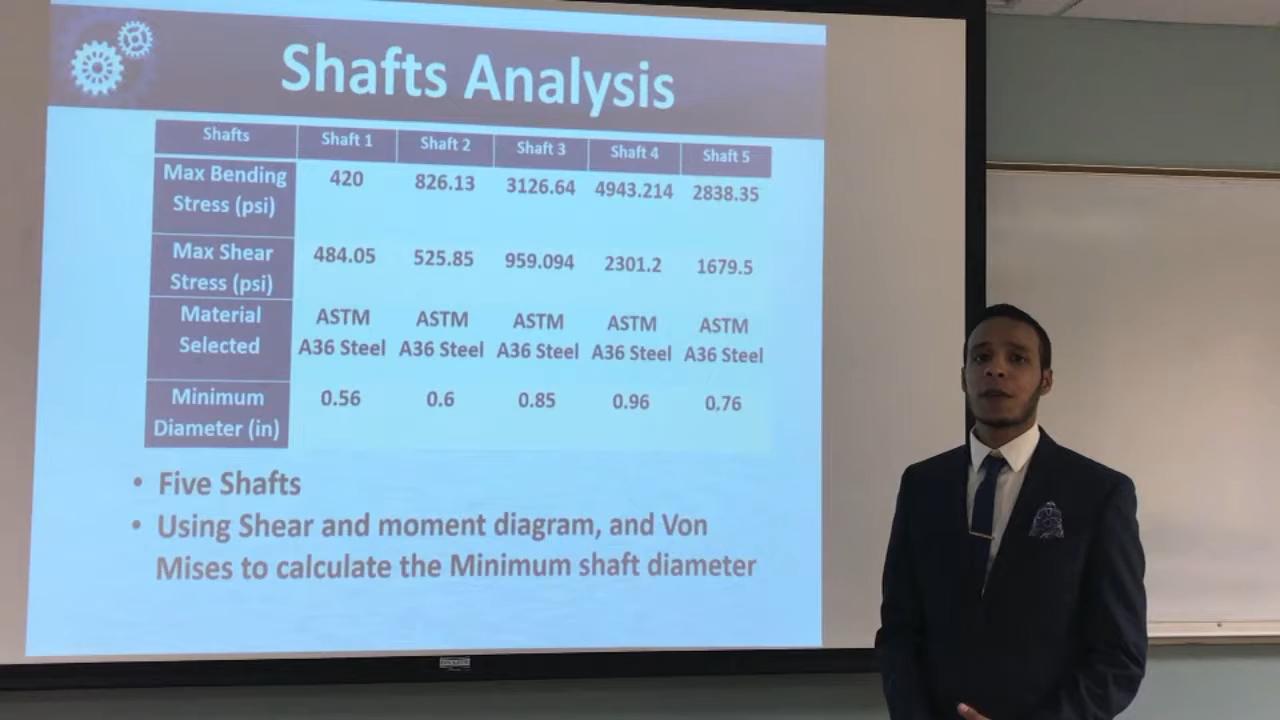 Shafts Analysis
Shafts Shaft 1 Shaft 2 Shaft 3 Shaft 4 Shaft 5
Max Bending
Stress (psi) 420 826.13 3126.64 4943.214 2838.35
Max Shear
Stress (psi) 484.05 525.85 959.094 2301.2 1679.5
Material ASTM ASTM ASTM ASTM ASTM
Selected A36 Steel A36 Steel A36 Steel A36 Steel A36 Steel
Minimum 0.56 0.6 0.85 0.96 0.76
Diameter (in)
• Five Shafts
• Using Shear and moment diagram, and Von
Mises to calculate the Minimum shaft diameter